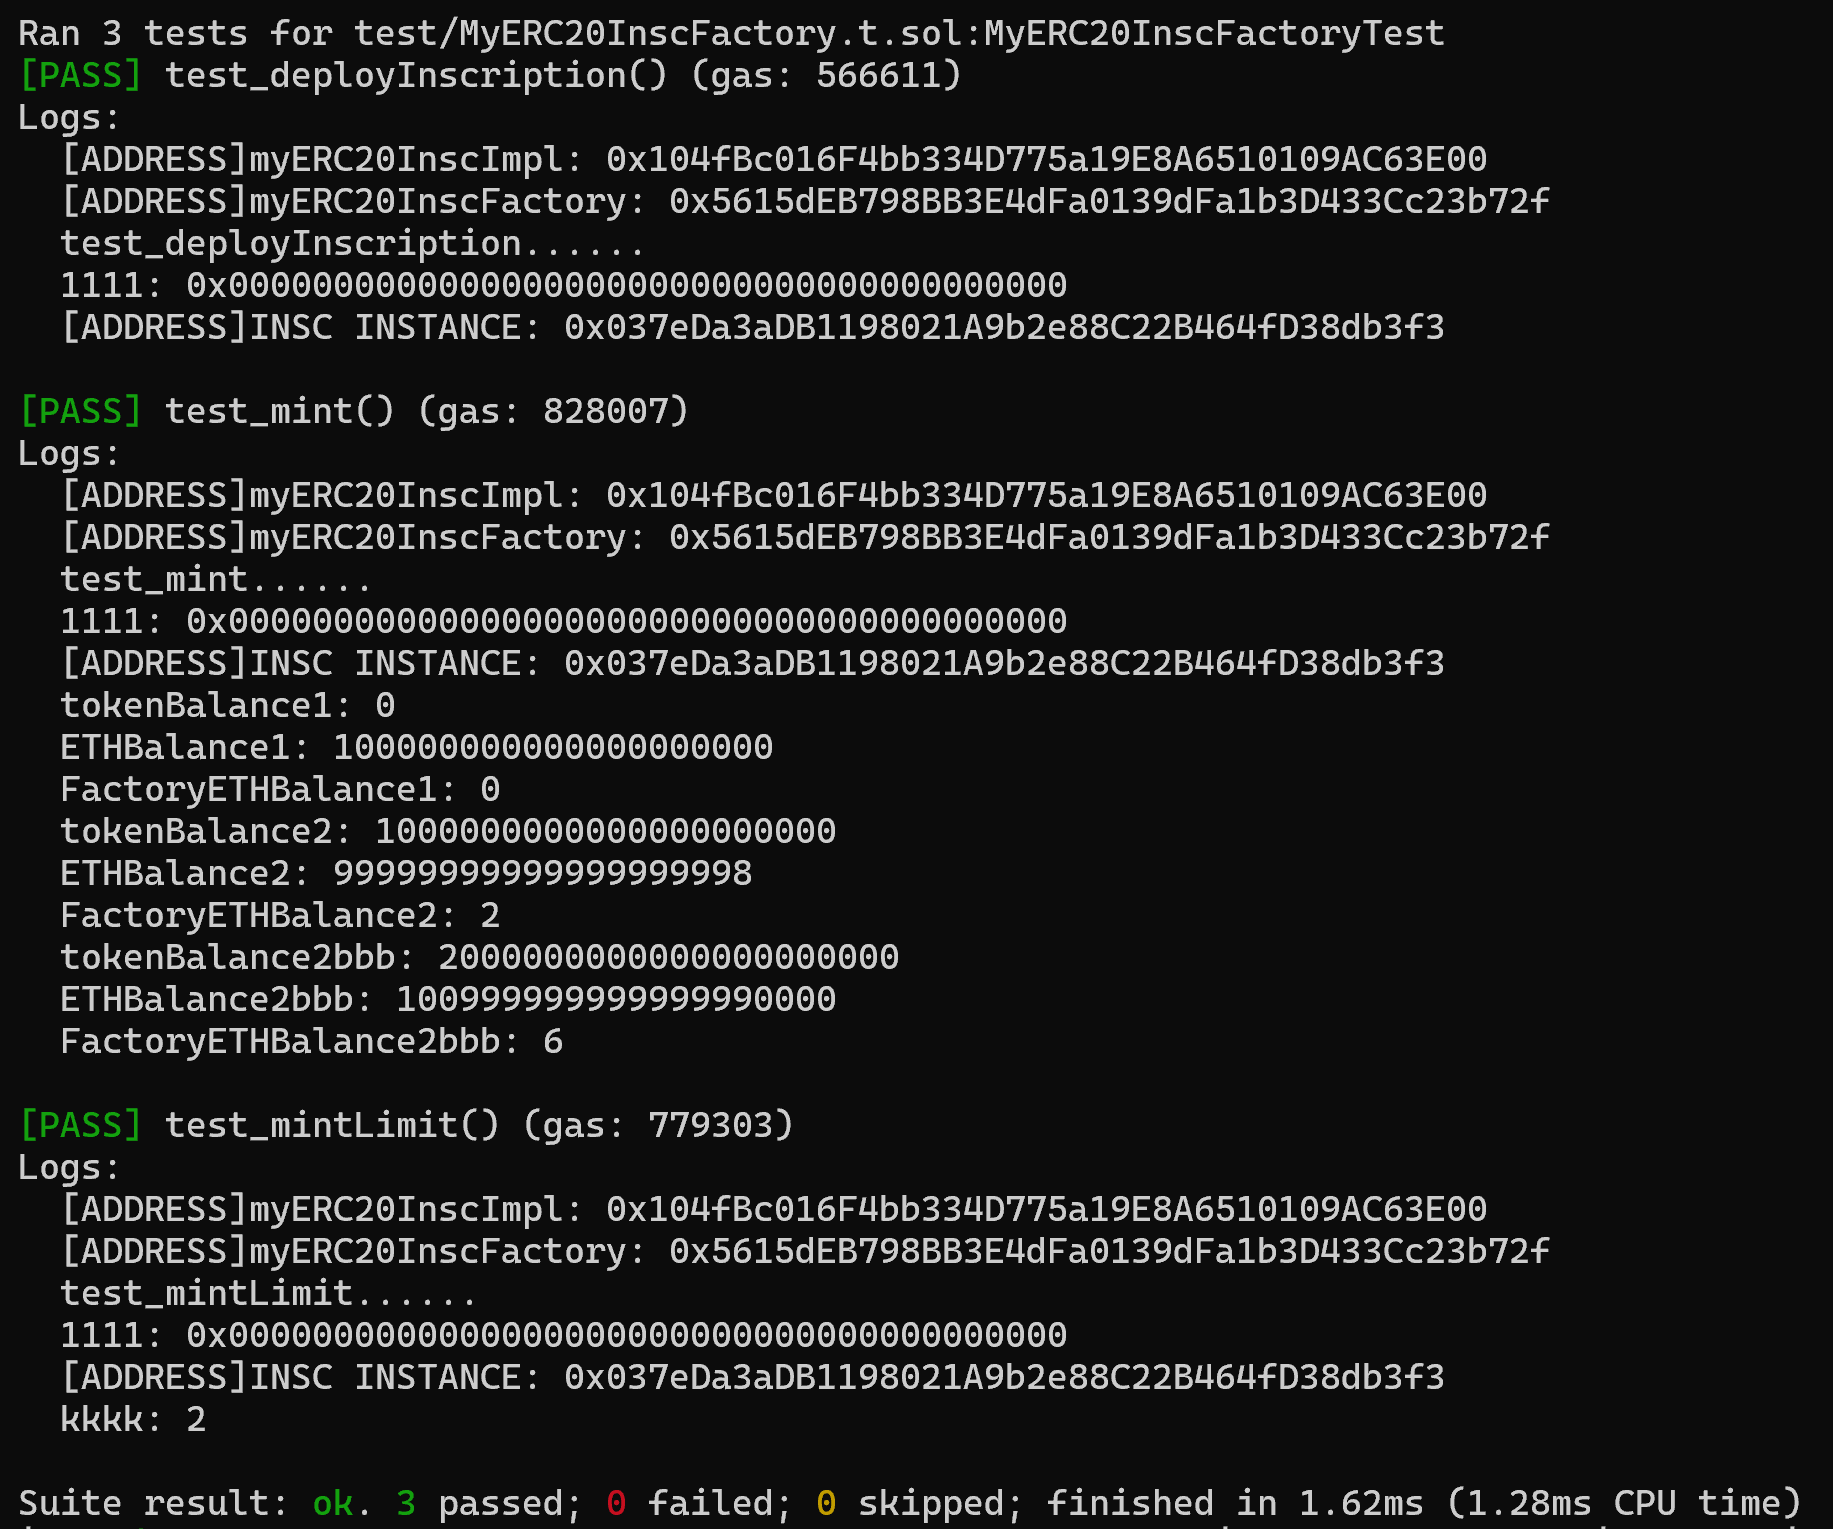 Ran 3 tests for test/MyERC20InscFactory.t.sol:MyERC20InscFactoryTest
[PASS] test_deployInscription() (gas: 566611)
Logs:
[ADDRESS]myERC20InscImpl: 0x104fBc016F4bb334D775a19E8A6510109AC63E00
[ADDRESS]myERC20InscFactory: 0x5615dEB798BB3E4dFa0139dFa1b3D433Cc23b72f
test_deployInscription......
1111: 0x0000000000000000000000000000000000000000
[ADDRESS]INSC INSTANCE: 0x037eDa3aDB1198021A9b2e88C22B464fD38db3f3
[PASS] test_mint() (gas: 828007)
Logs:
[ADDRESS]myERC20InscImpl: 0x104fBc016F4bb334D775a19E8A6510109AC63E00
[ADDRESS]myERC20InscFactory: 0x5615dEB798BB3E4dFa0139dFa1b3D433Cc23b72f
test_mint......
1111: 0x0000000000000000000000000000000000000000
[ADDRESS]INSC INSTANCE: 0x037eDa3aDB1198021A9b2e88C22B464fD38db3f3
tokenBalance1: 0
ETHBalance1: 100000000000000000000
FactoryETHBalance1: 0
tokenBalance2: 1000000000000000000000
ETHBalance2: 99999999999999999998
FactoryETHBalance2: 2
tokenBalance2bbb: 2000000000000000000000
ETHBalance2bbb: 100999999999999990000
FactoryETHBalance2bbb: 6
[PASS] test_mintLimit() (gas: 779303)
Logs:
[ADDRESS]myERC20InscImpl: 0x104fBc016F4bb334D775a19E8A6510109AC63E00
[ADDRESS]myERC20InscFactory: 0x5615dEB798BB3E4dFa0139dFa1b3D433Cc23b72f
test_mintLimit......
1111: 0x0000000000000000000000000000000000000000
[ADDRESS]INSC INSTANCE: 0x037eDa3aDB1198021A9b2e88C22B464fD38db3f3
kkkk: 2
Suite result: ok. 3 passed; 0 failed; 0 skipped; finished in 1.62ms (1.28ms CPU time)